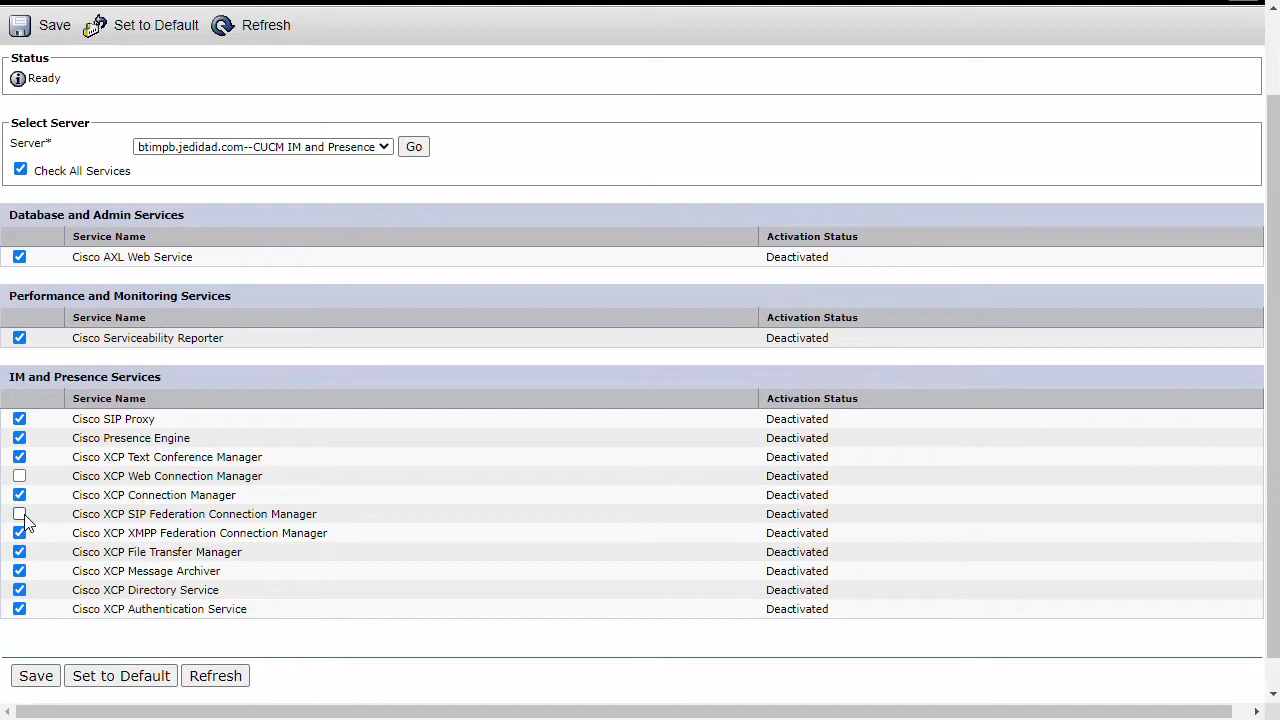 Save Set to Default Refresh
Status
Ready
Select Server
Server* btimpb.jedidad.com--CUCM IM and Presence Go
Check All Services
Database and Admin Services
Service Name Activation Status
Cisco AXL Web Service Deactivated
Performance and Monitoring Services
Service Name Activation Status
Cisco Serviceability Reporter Deactivated
IM and Presence Services
Service Name Activation Status
Cisco SIP Proxy Deactivated
Cisco Presence Engine Deactivated
Cisco XCP Text Conference Manager Deactivated
Cisco XCP Web Connection Manager Deactivated
Cisco XCP Connection Manager Deactivated
Cisco XCP SIP Federation Connection Manager Deactivated
Cisco XCP XMPP Federation Connection Manager Deactivated
Cisco XCP File Transfer Manager Deactivated
Cisco XCP Message Archiver Deactivated
Cisco XCP Directory Service Deactivated
Cisco XCP Authentication Service Deactivated
Save Set to Default Refresh